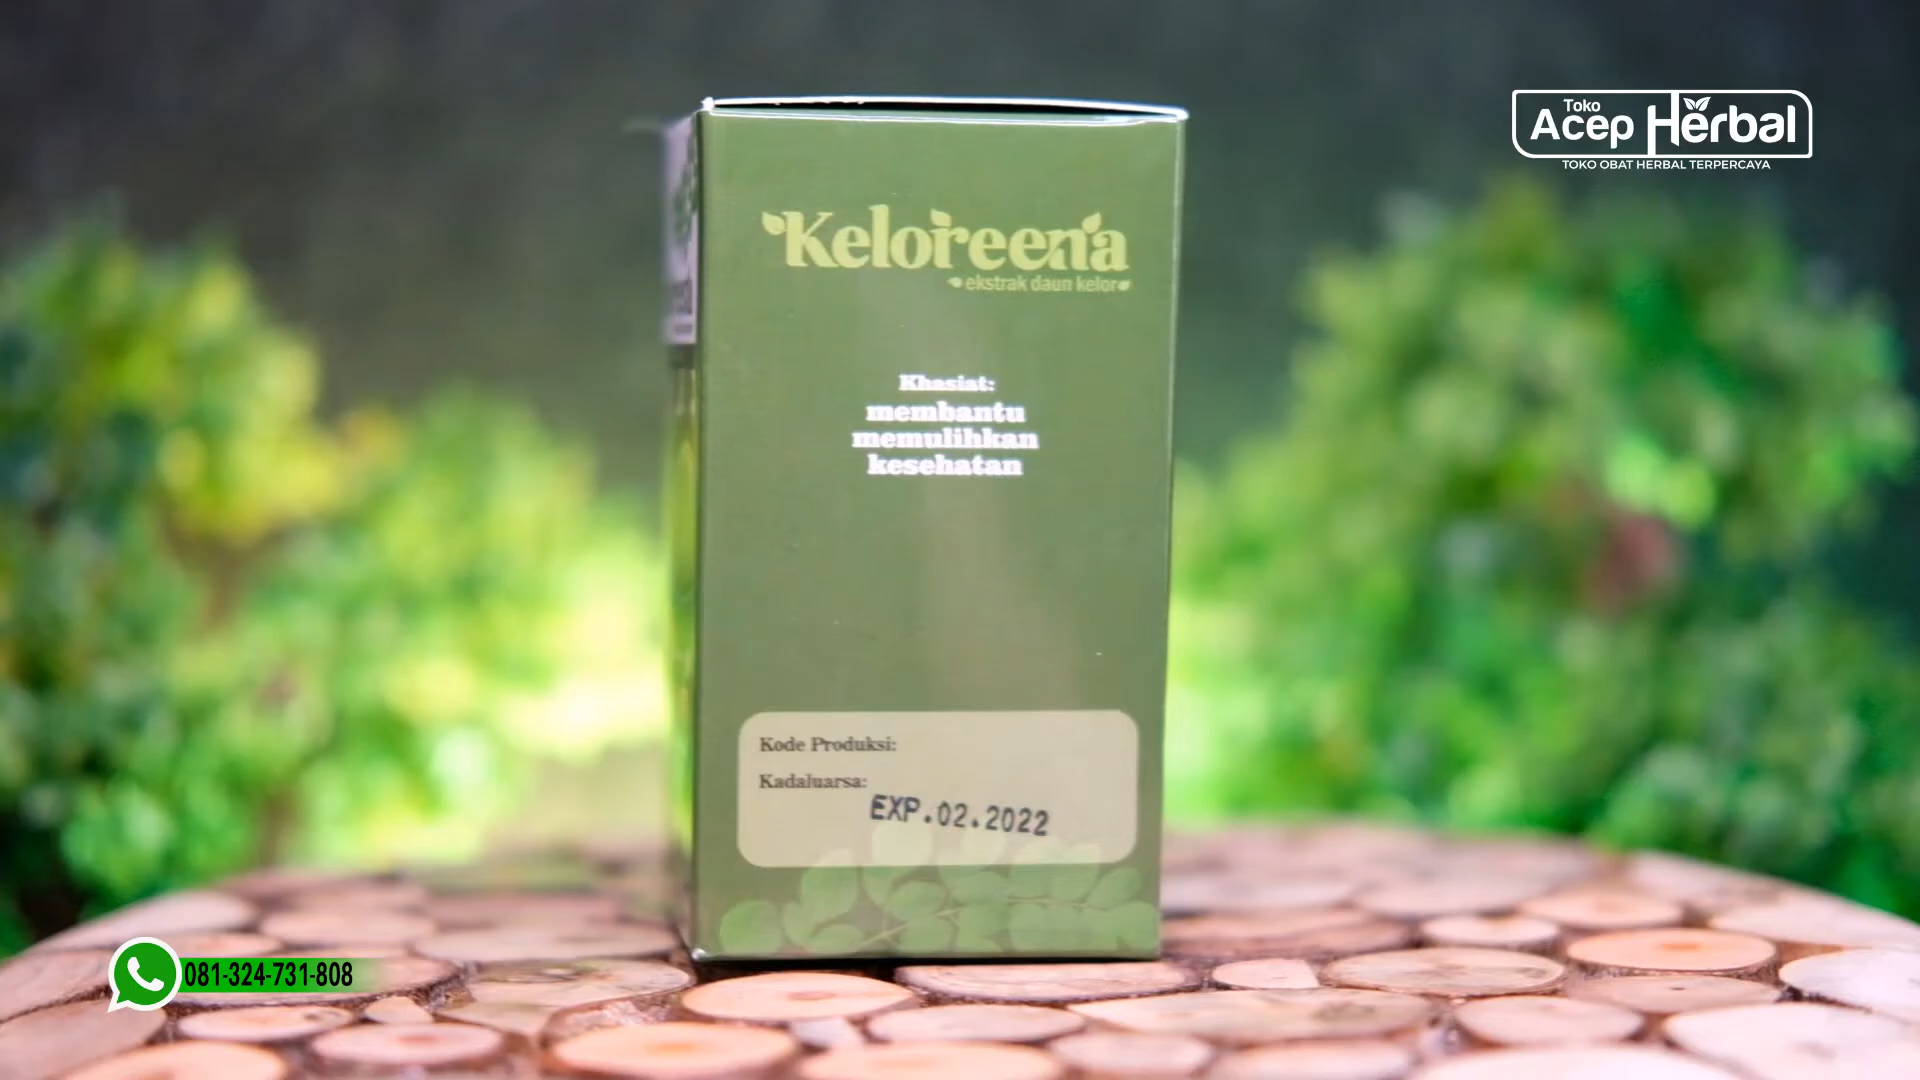 Toko
Acep Herbal
TOKO OBAT HERBAL TERPERCAYA
Keloreena
ekstrak daun kelor
Khasiat:
membantu
memulihkan
kesehatan
Kode Produksi:
Kadaluarsa:
EXP.02.2022
081-324-731-808